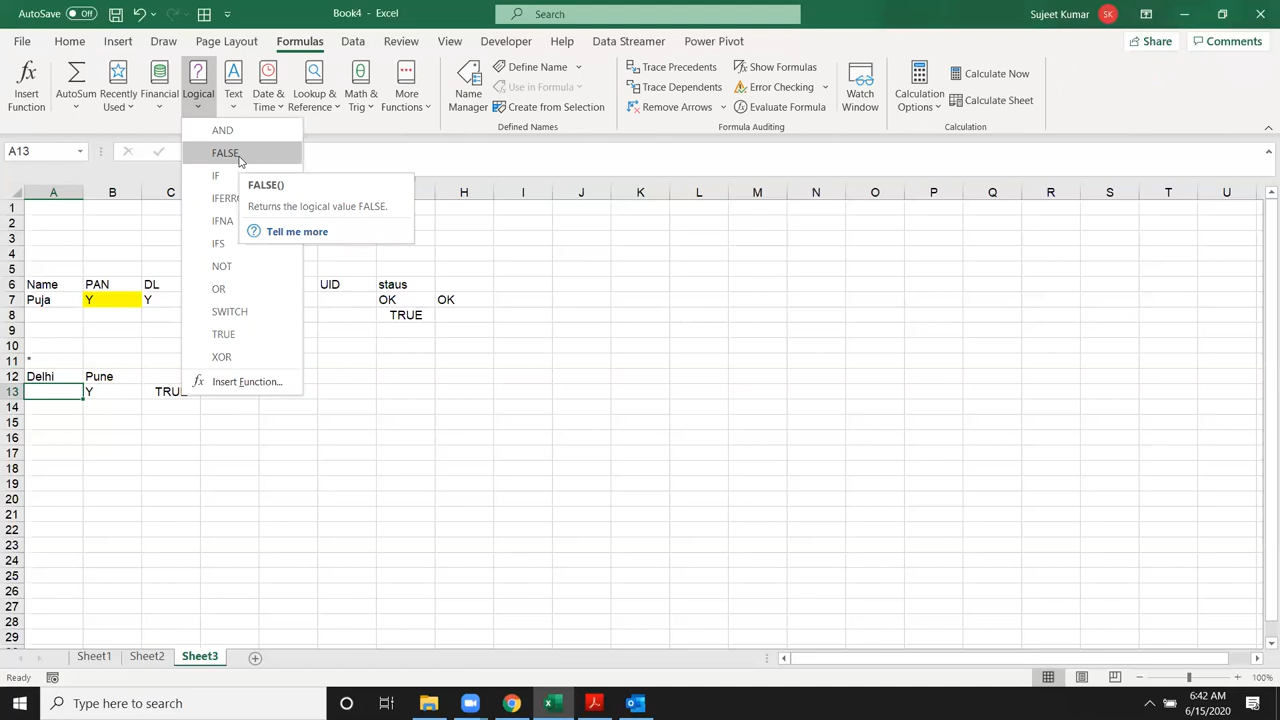 AutoSave Off Book4 - Excel Search Sujeet Kumar SK
File Home Insert Draw Page Layout Formulas Data Review View Developer Help Data Streamer Power Pivot Share Comments
Insert Function
AutoSum
Recently Used
Financial
Logical
Text
Date & Time
Lookup & Reference
Math & Trig
More Functions
Name Manager
Define Name
Use in Formula
Create from Selection
Defined Names
Trace Precedents
Trace Dependents
Remove Arrows
Show Formulas
Error Checking
Evaluate Formula
Formula Auditing
Watch Window
Calculation Options
Calculate Now
Calculate Sheet
Calculation
A13
AND
FALSE
IF
IFERRO
IFNA
IFS
NOT
OR
SWITCH
TRUE
XOR
fx Insert Function...
FALSE()
Returns the logical value FALSE.
? Tell me more
A B C H I J K L M N O P Q R S T U
1
2
3
4
5
6 Name PAN DL UID staus
7 Puja Y Y OK OK
8 TRUE
9
10
11 *
12 Delhi Pune
13 Y TRUE
14
15
16
17
18
19
20
21
22
23
24
25
26
27
28
29
Sheet1 Sheet2 Sheet3
Ready 100%
Type here to search
6:42 AM
6/15/2020